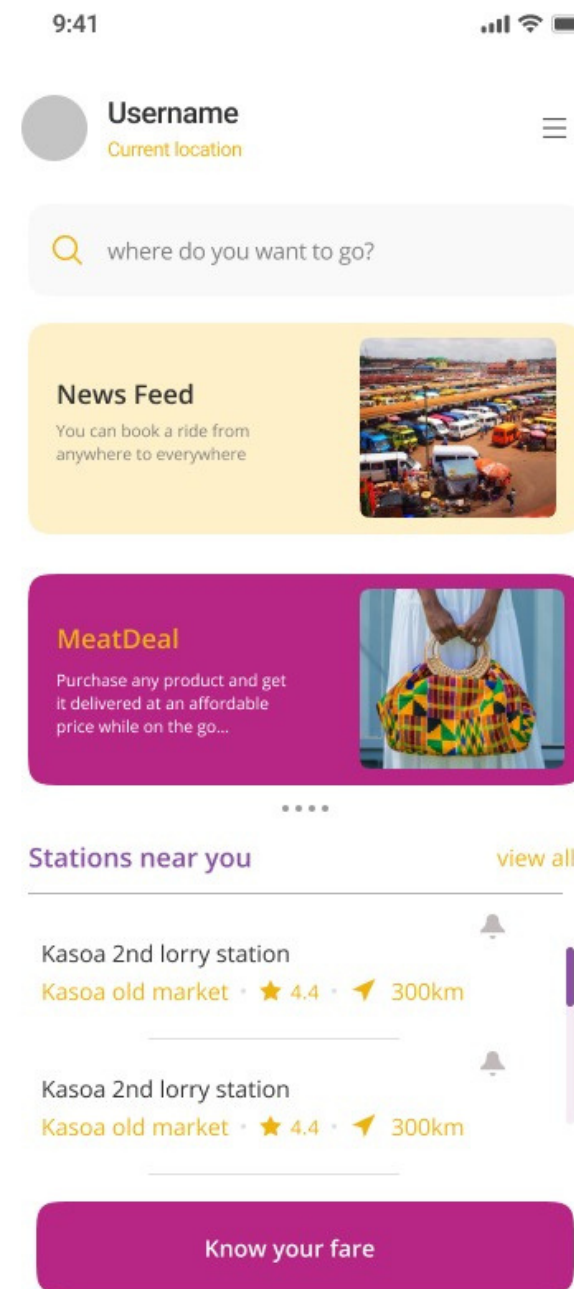 9:41
Username
Current location
where do you want to go?
News Feed
You can book a ride from
anywhere to everywhere
MeatDeal
Purchase any product and get
it delivered at an affordable
price while on the go...
Stations near you
view all
Kasoa 2nd lorry station
Kasoa old market · ★ 4.4 · 300km
Kasoa 2nd lorry station
Kasoa old market · ★ 4.4 · 300km
Know your fare